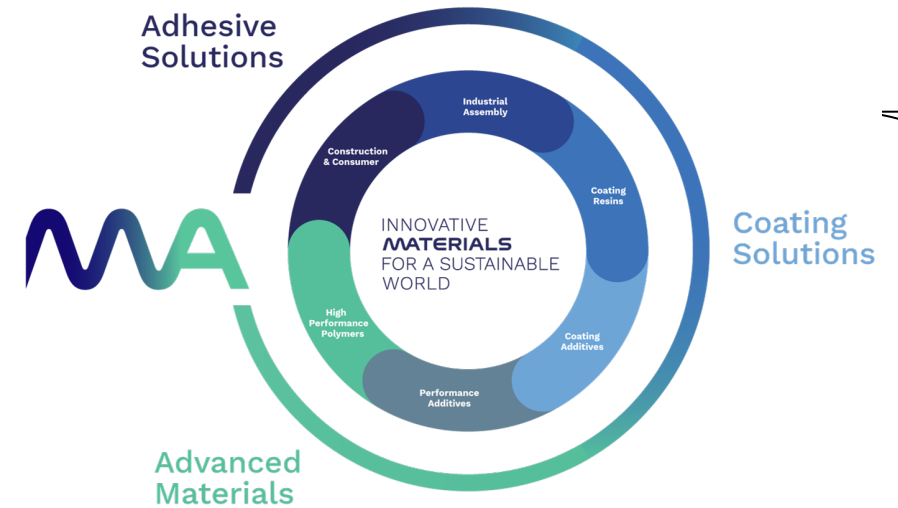 Adhesive
Solutions
Industrial
Assembly
Construction
& Consumer
Coating
Resins
MA
INNOVATIVE
MATERIALS
FOR A SUSTAINABLE
WORLD
Coating
Solutions
High
Performance
Polymers
Coating
Additives
Performance
Additives
Advanced
Materials